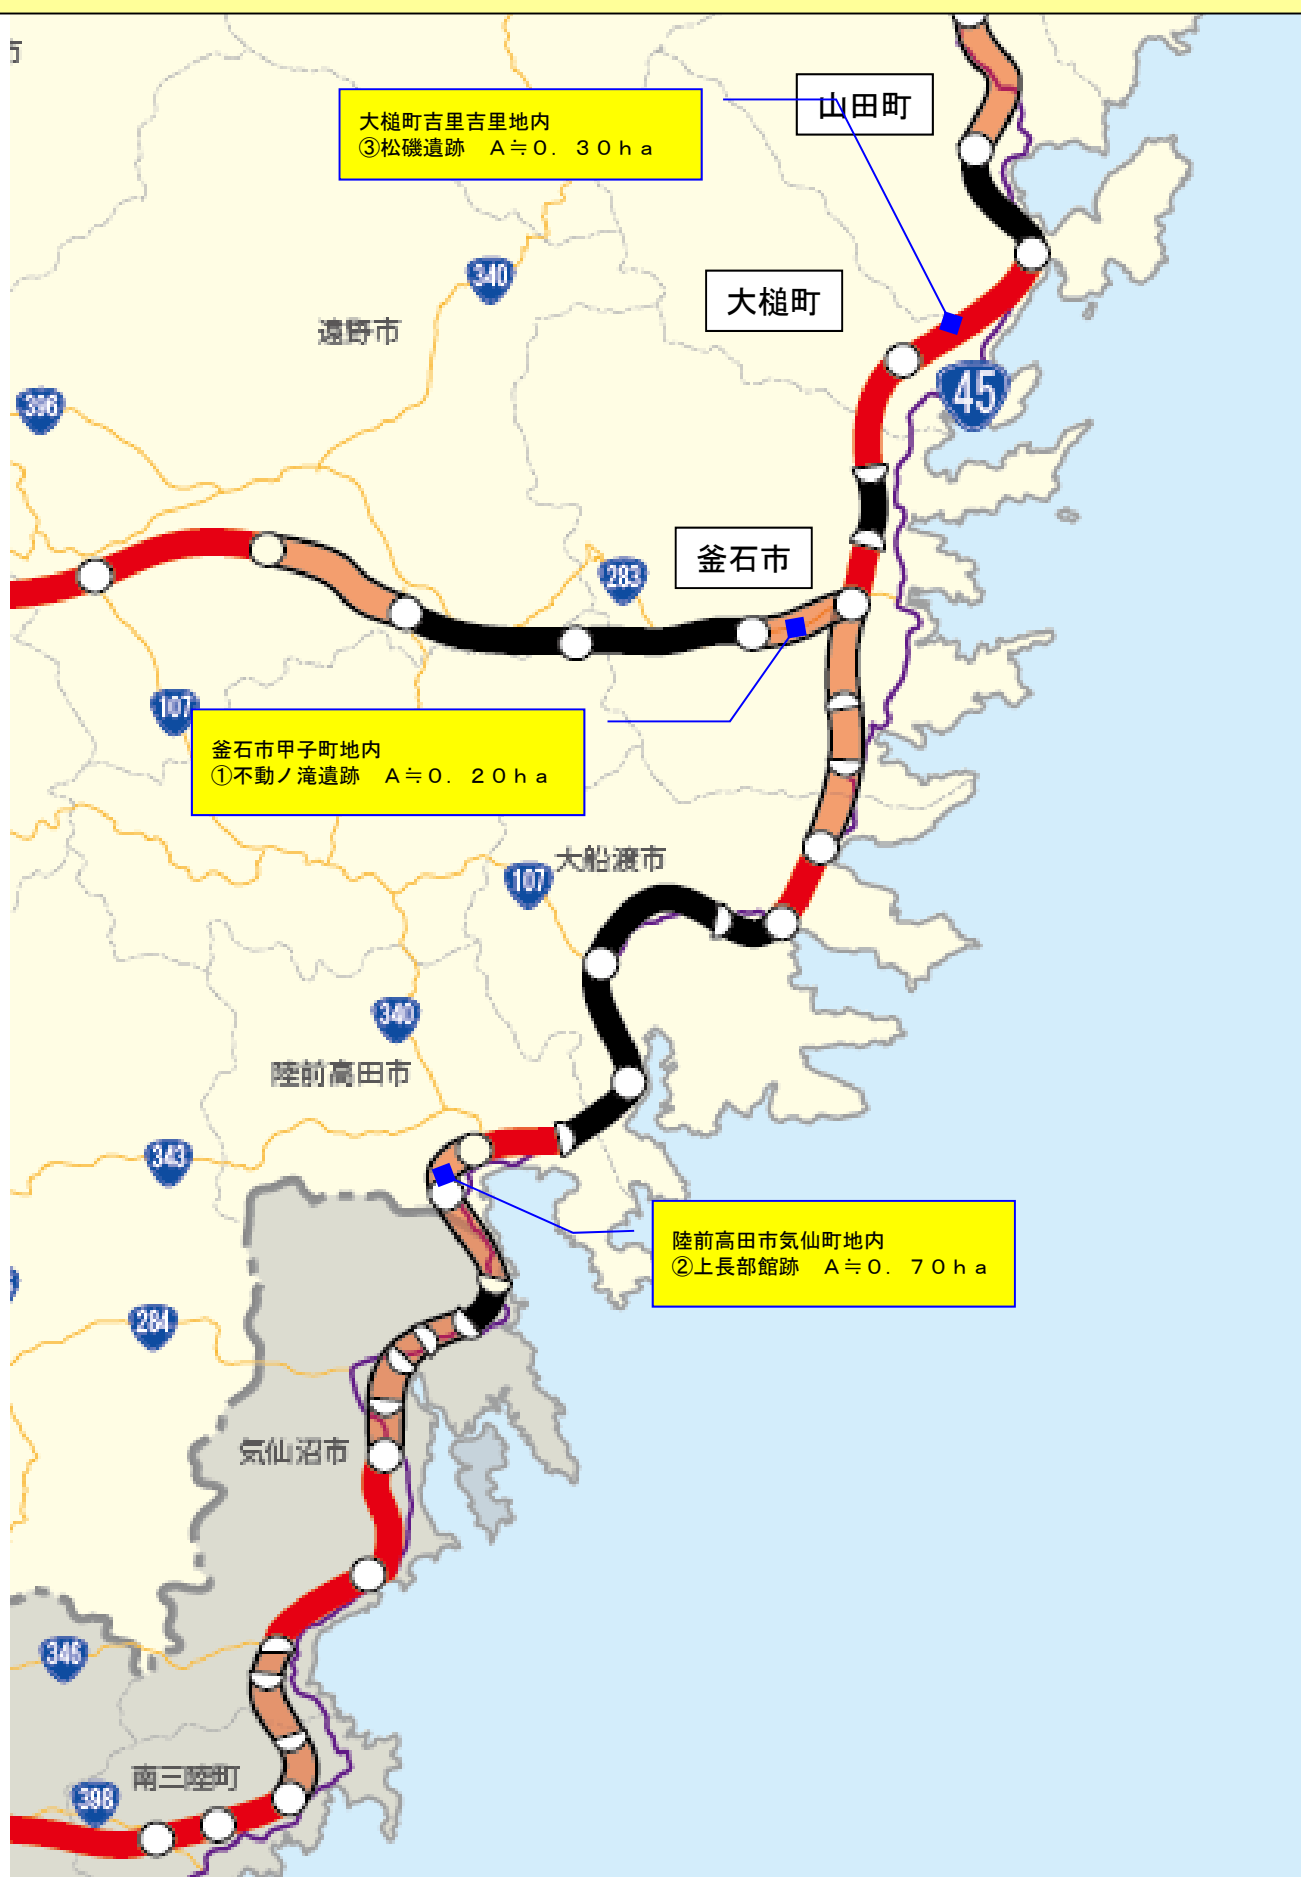 市
山田町
大槌町吉里吉里地内
③松磯遺跡　A≒0．30ha
340
大槌町
遠野市
45
396
釜石市
283
107
釜石市甲子町地内
①不動ノ滝遺跡　A≒0．20ha
大船渡市
107
340
陸前高田市
343
陸前高田市気仙町地内
②上長部館跡　A≒0．70ha
284
気仙沼市
346
南三陸町
398